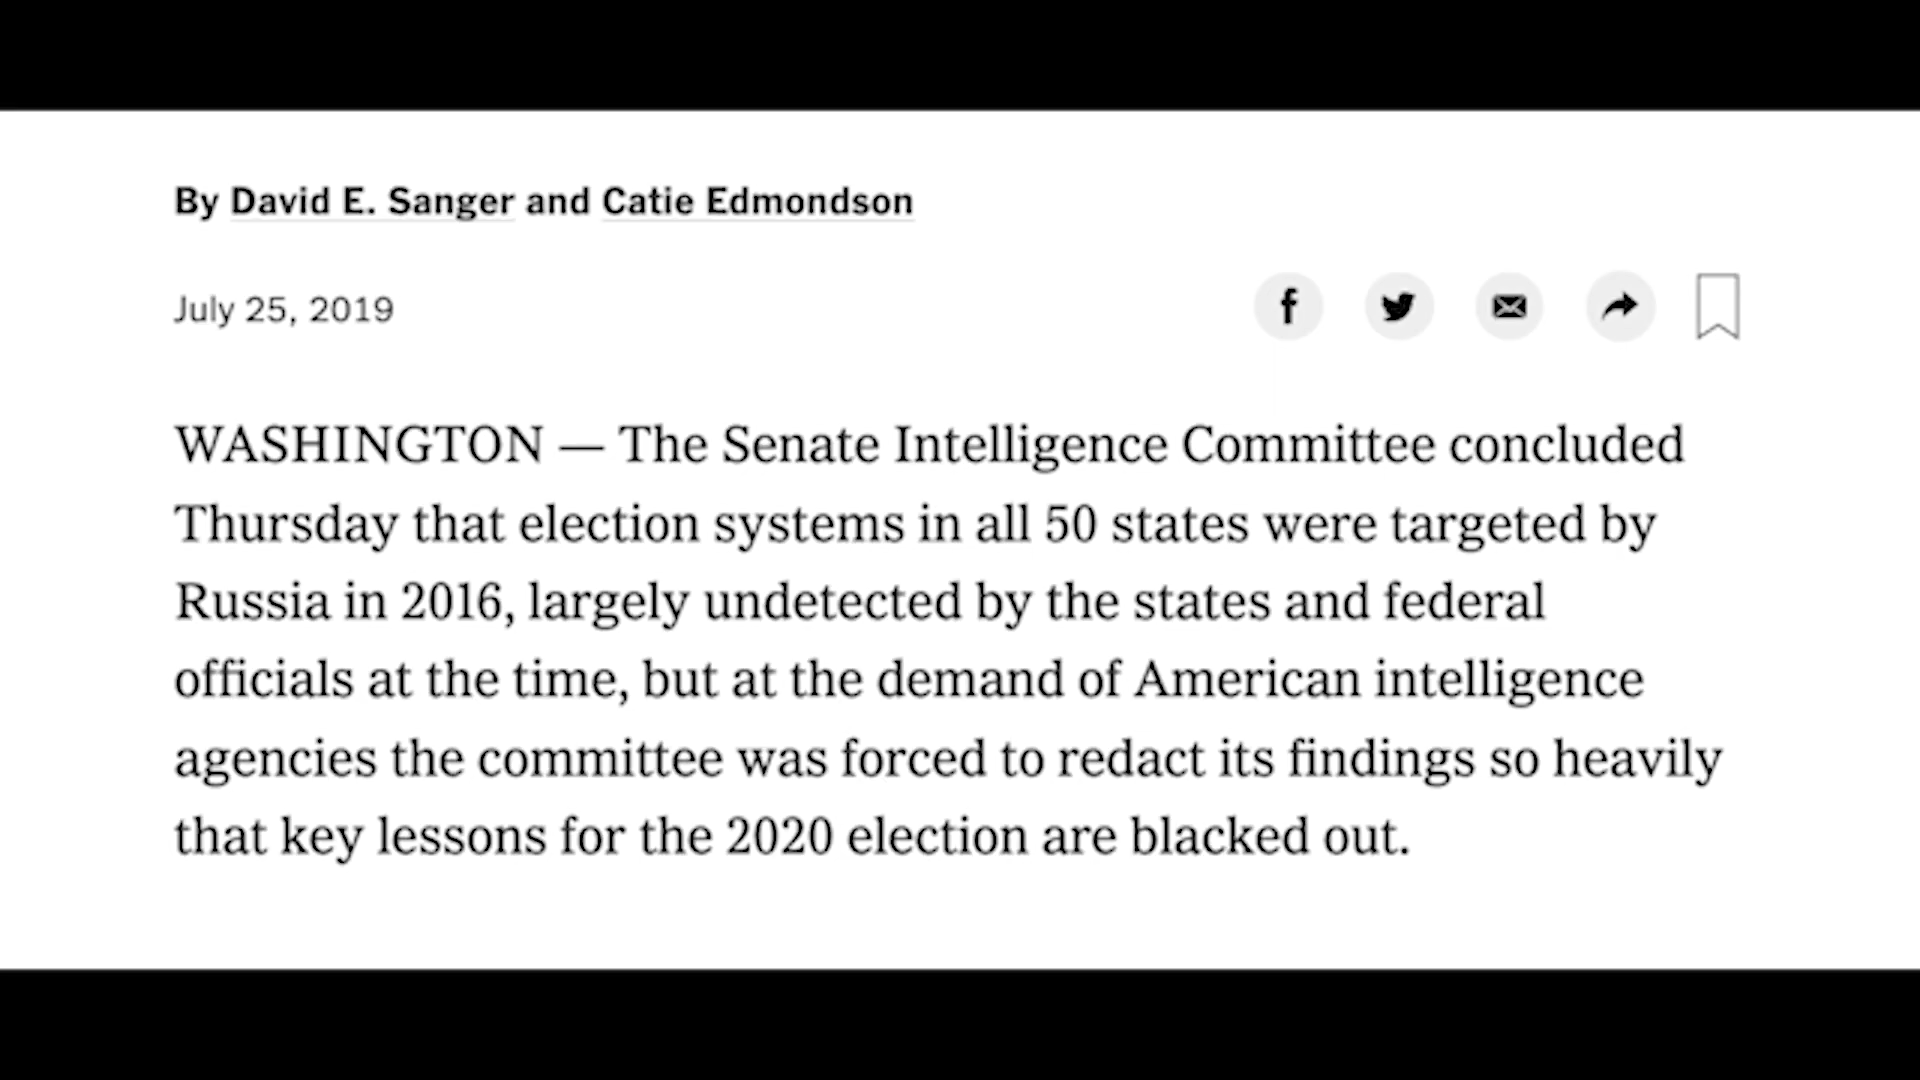 By David E. Sanger and Catie Edmondson
July 25, 2019
WASHINGTON — The Senate Intelligence Committee concluded
Thursday that election systems in all 50 states were targeted by
Russia in 2016, largely undetected by the states and federal
officials at the time, but at the demand of American intelligence
agencies the committee was forced to redact its findings so heavily
that key lessons for the 2020 election are blacked out.